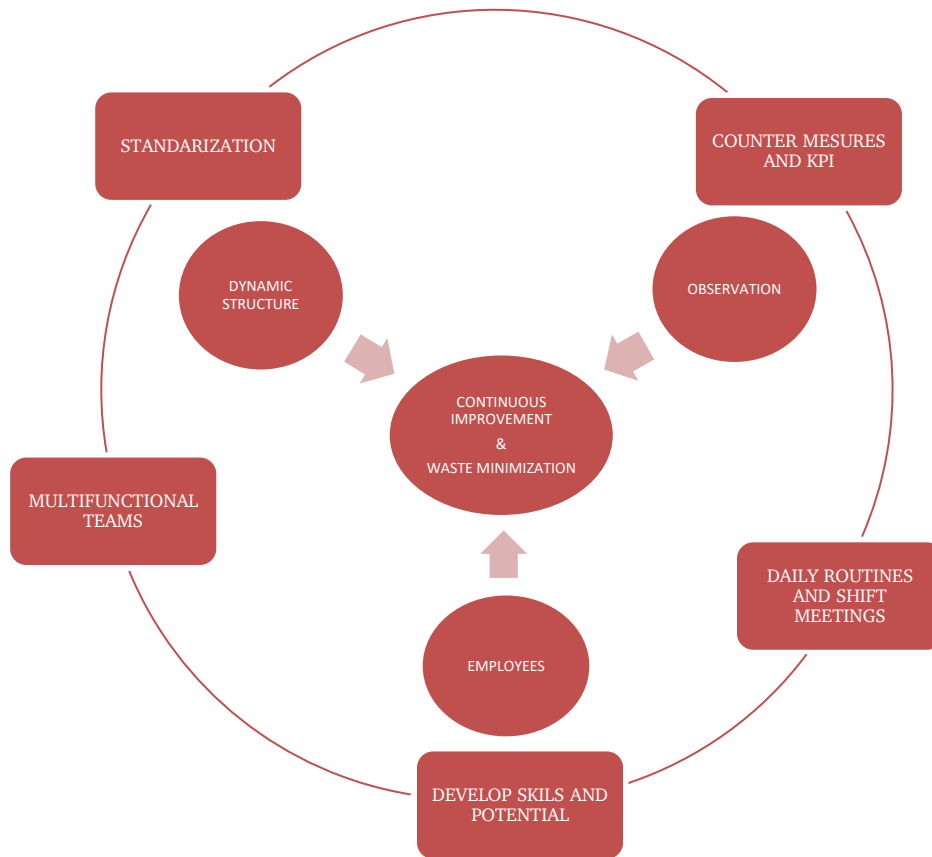 STANDARIZATION
COUNTER MESURES
AND KPI
DYNAMIC
STRUCTURE
OBSERVATION
CONTINUOUS
IMPROVEMENT
&
WASTE MINIMIZATION
MULTIFUNCTIONAL
TEAMS
DAILY ROUTINES
AND SHIFT
MEETINGS
EMPLOYEES
DEVELOP SKILS AND
POTENTIAL